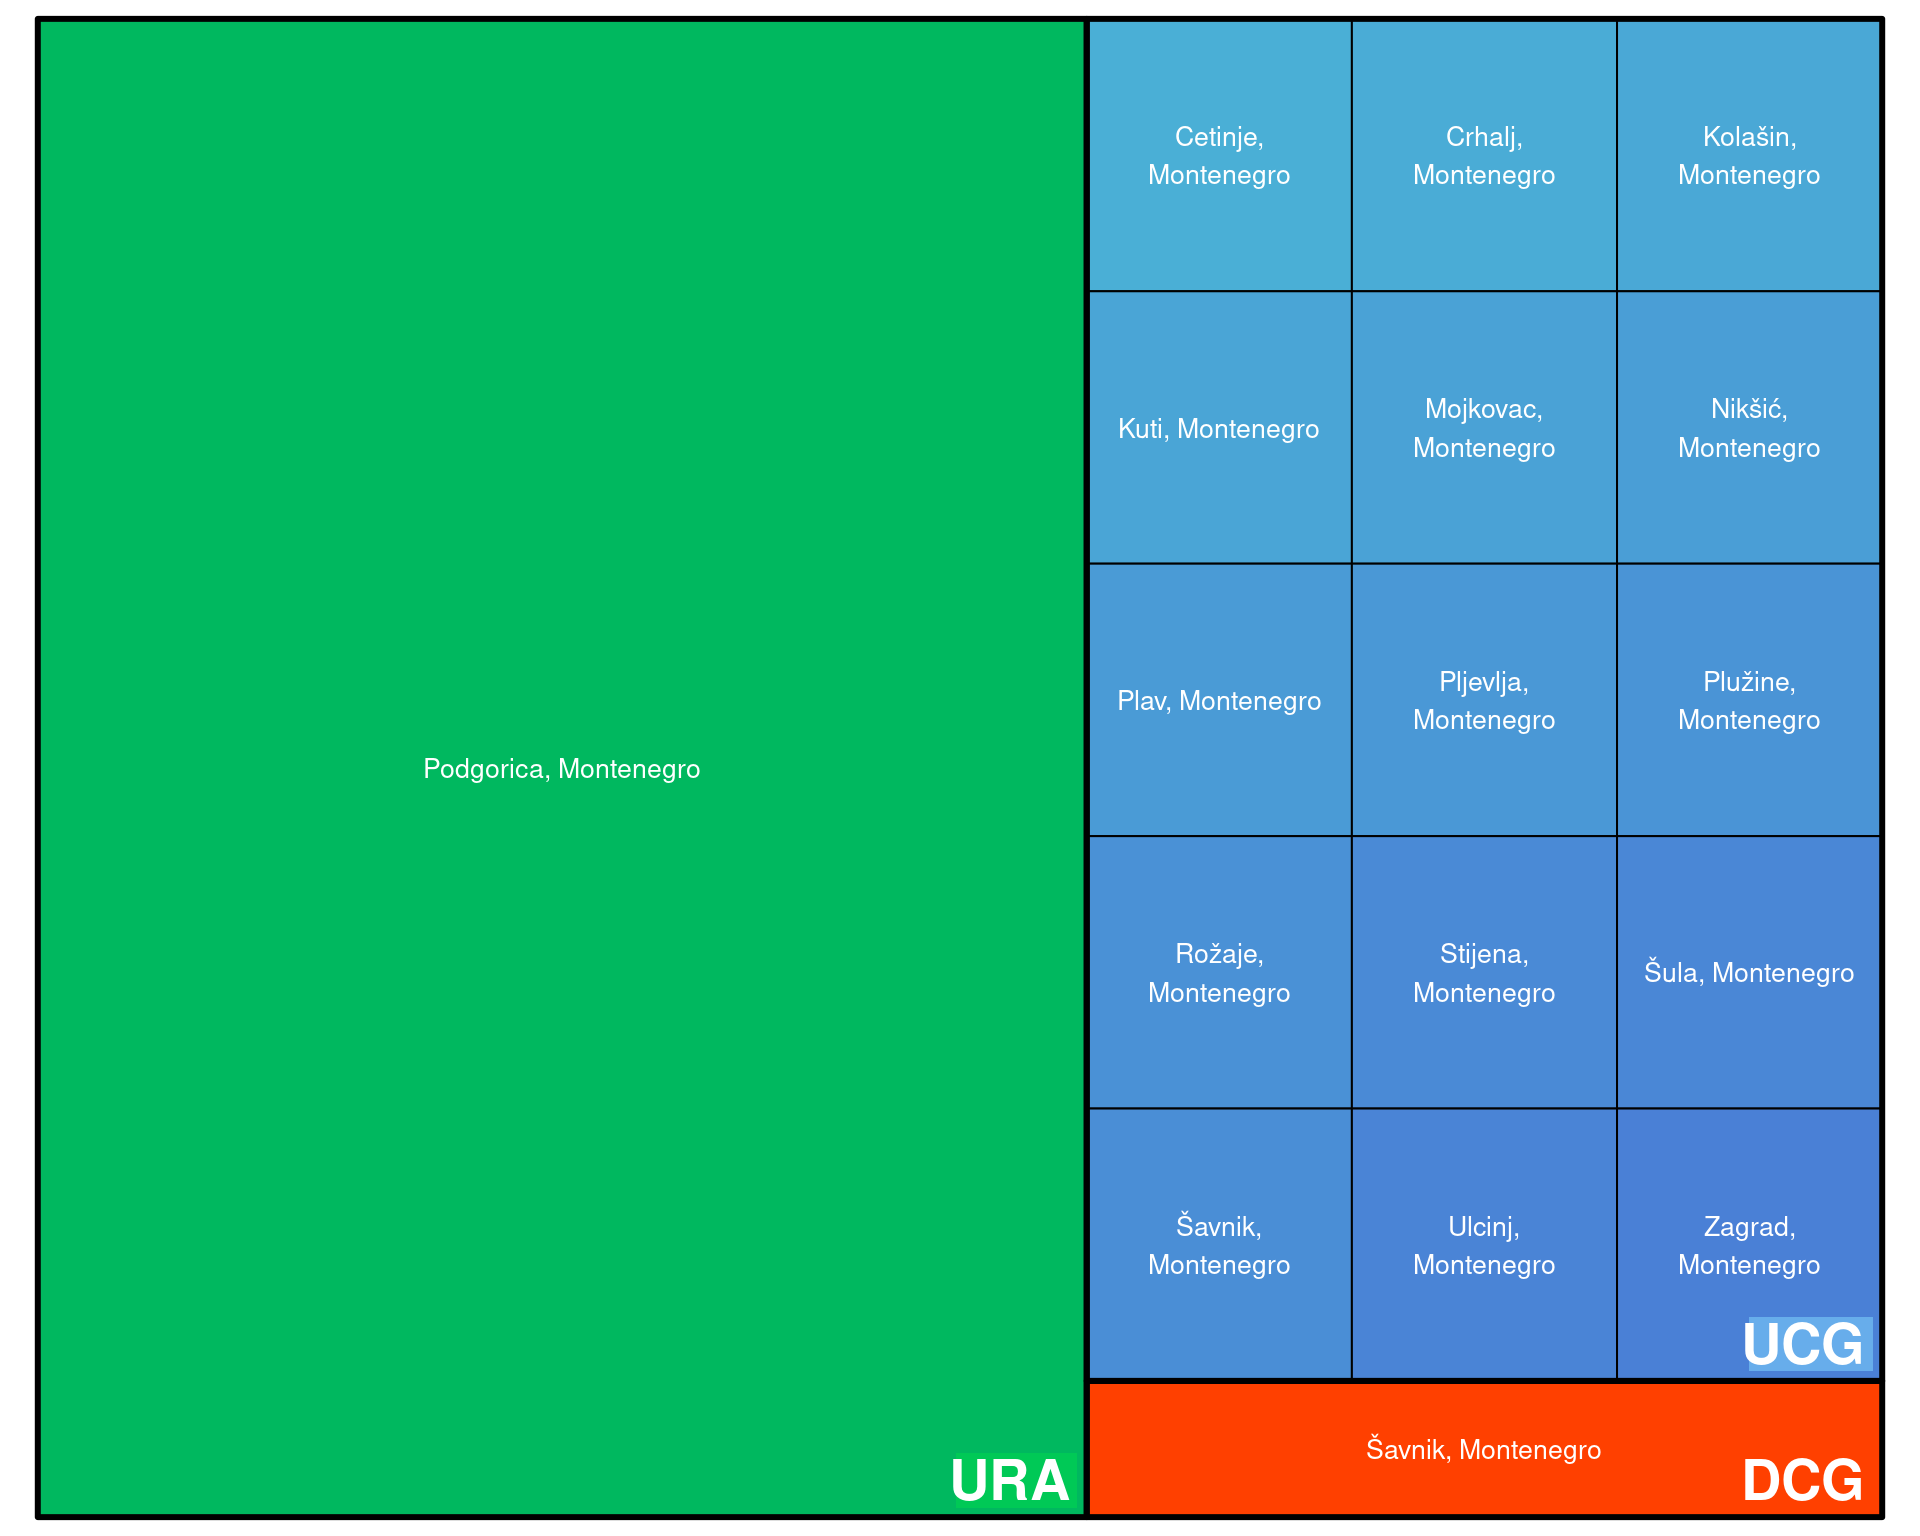 Podgorica, Montenegro
URA
Cetinje,
Montenegro
Crhalj,
Montenegro
Kolašin,
Montenegro
Kuti, Montenegro
Mojkovac,
Montenegro
Nikšić,
Montenegro
Plav, Montenegro
Pljevlja,
Montenegro
Plužine,
Montenegro
Rožaje,
Montenegro
Stijena,
Montenegro
Šula, Montenegro
Šavnik,
Montenegro
Ulcinj,
Montenegro
Zagrad,
Montenegro
UCG
Šavnik, Montenegro
DCG